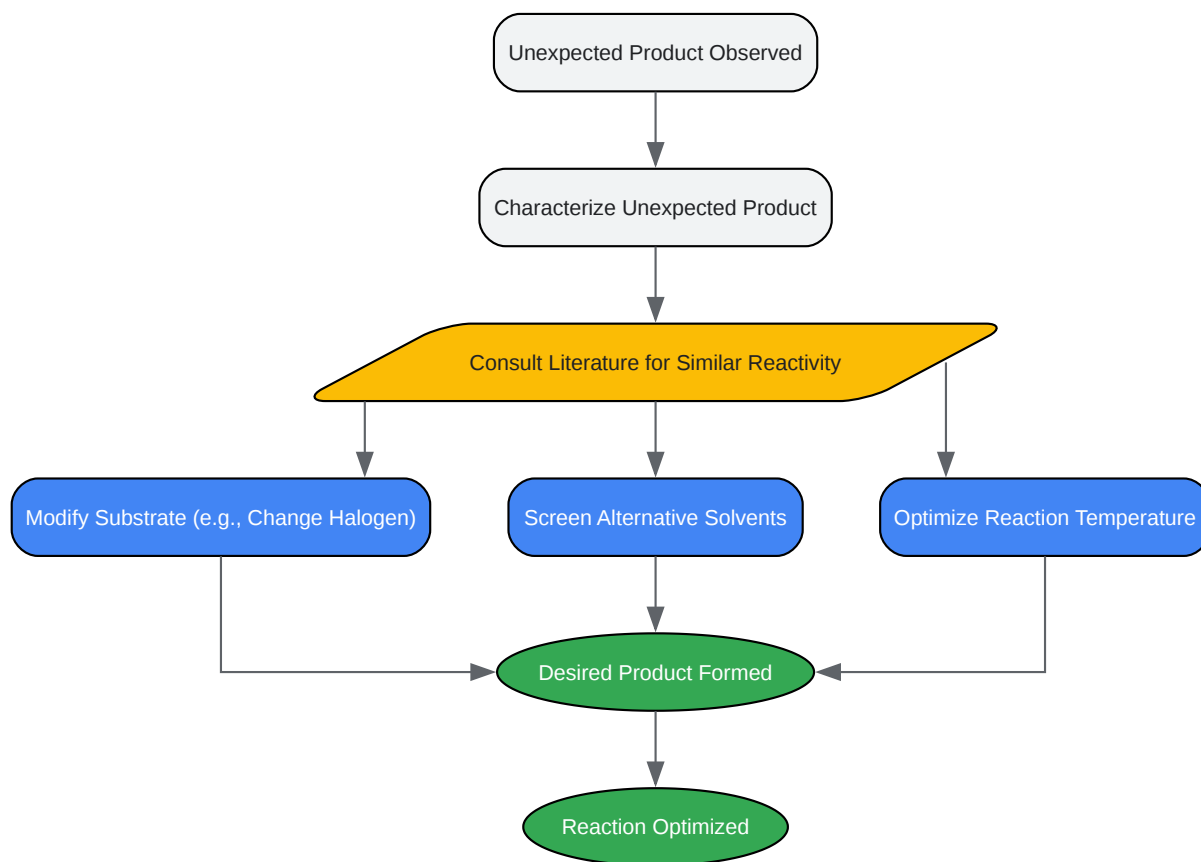 Unexpected Product Observed
Characterize Unexpected Product
Consult Literature for Similar Reactivity
Modify Substrate (e.g., Change Halogen)
Screen Alternative Solvents
Optimize Reaction Temperature
Desired Product Formed
Reaction Optimized